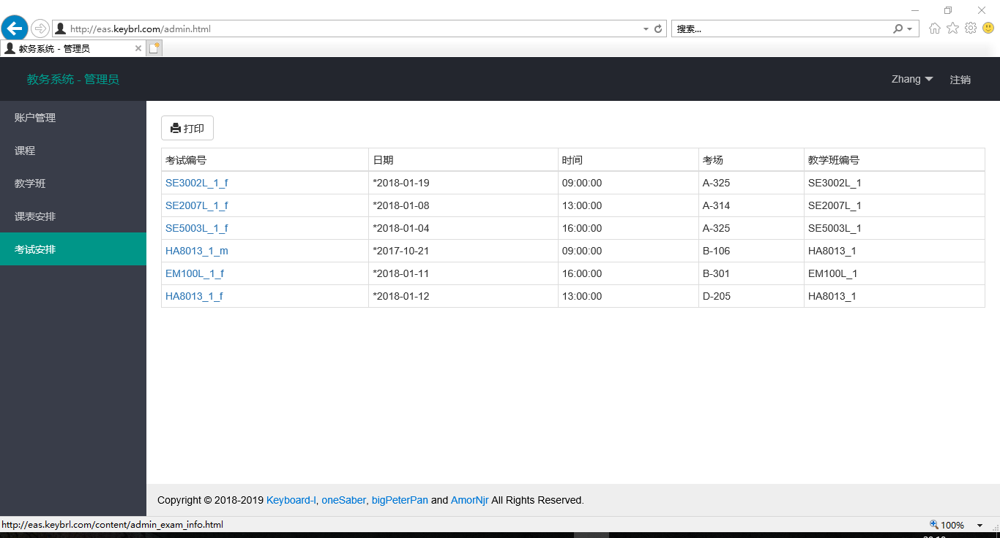 http://eas.keybrl.com/admin.html
搜索...
教务系统 - 管理员
教务系统 - 管理员
Zhang
注销
账户管理
课程
教学班
课表安排
考试安排
打印
考试编号 日期 时间 考场 教学班编号
SE3002L_1_f *2018-01-19 09:00:00 A-325 SE3002L_1
SE2007L_1_f *2018-01-08 13:00:00 A-314 SE2007L_1
SE5003L_1_f *2018-01-04 16:00:00 A-325 SE5003L_1
HA8013_1_m *2017-10-21 09:00:00 B-106 HA8013_1
EM100L_1_f *2018-01-11 16:00:00 B-301 EM100L_1
HA8013_1_f *2018-01-12 13:00:00 D-205 HA8013_1
Copyright © 2018-2019 Keyboard-l, oneSaber, bigPeterPan and AmorNjr All Rights Reserved.
http://eas.keybrl.com/content/admin_exam_info.html
100%